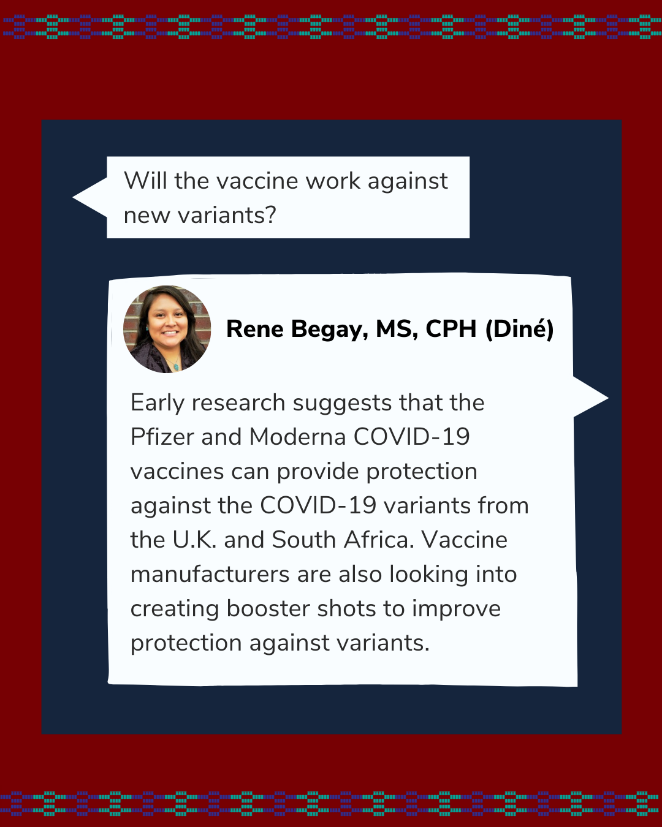 Will the vaccine work against
new variants?
Rene Begay, MS, CPH (Diné)
Early research suggests that the
Pfizer and Moderna COVID-19
vaccines can provide protection
against the COVID-19 variants from
the U.K. and South Africa. Vaccine
manufacturers are also looking into
creating booster shots to improve
protection against variants.